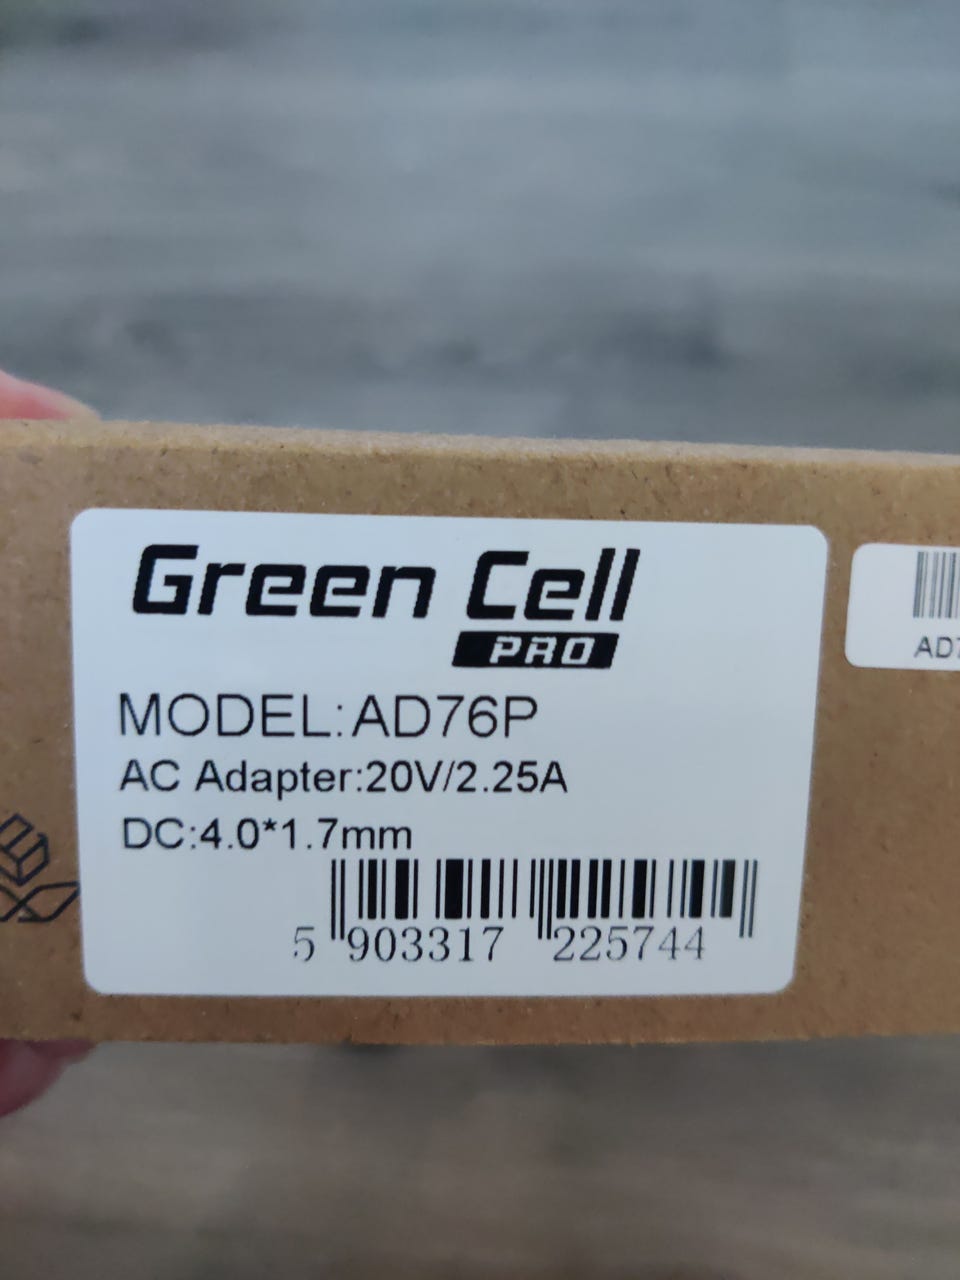 Green Cell
PRO
MODEL:AD76P
AC Adapter:20V/2.25A
DC:4.0*1.7mm
5 903317 225744